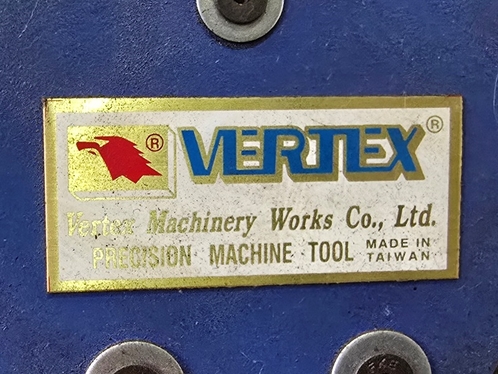 ® VERTEX®
Vertex Machinery Works Co., Ltd.
PRECISION MACHINE TOOL MADE IN TAIWAN